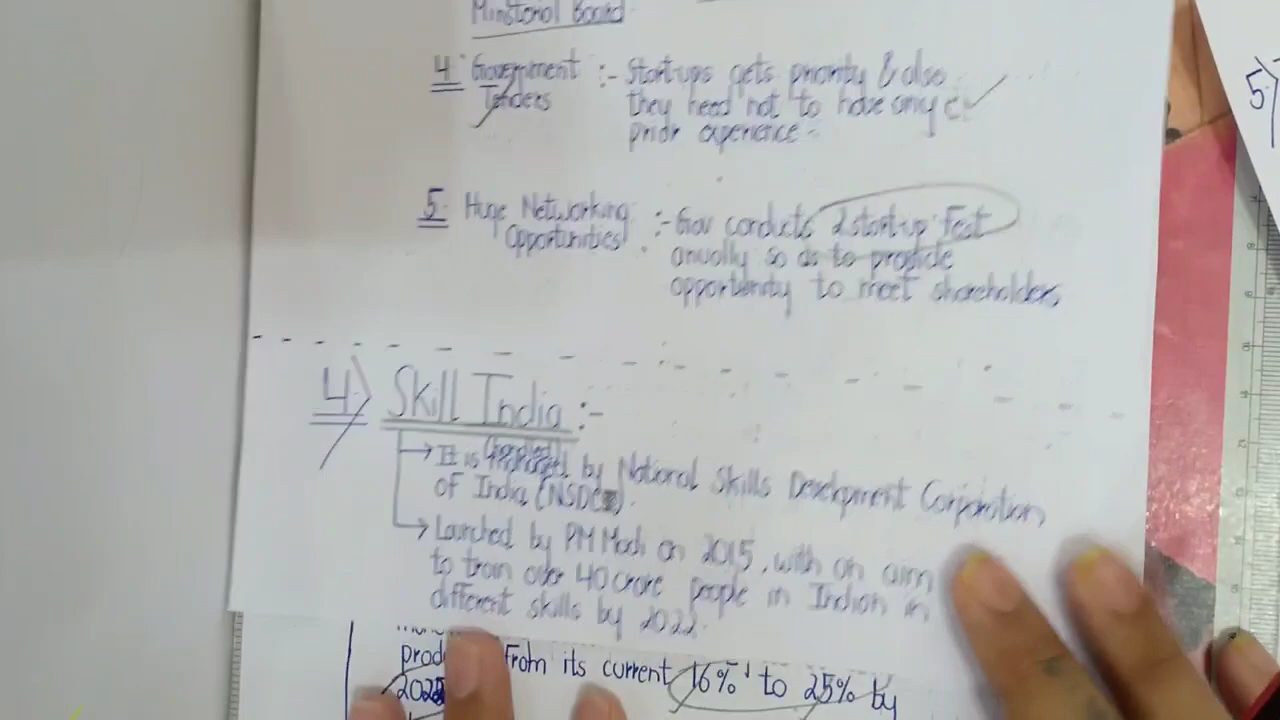 Ministerial Board
4 Government :- Startups gets priority & also
Tenders they need not to have any
prior experience.
5. Huge Networking :- Gov conducts 2 startup Fest
Opportunities anually so as to provide
opportunity to meet shareholders
4) Skill India :-
→ It is by National Skills Development Corporation
of India (NSDC).
→ Launched by PM Modi on 2015, with an aim
to train over 40 crore people in Indian in
different skills by 2022.
From its current 16% to 25% by
2025
5)